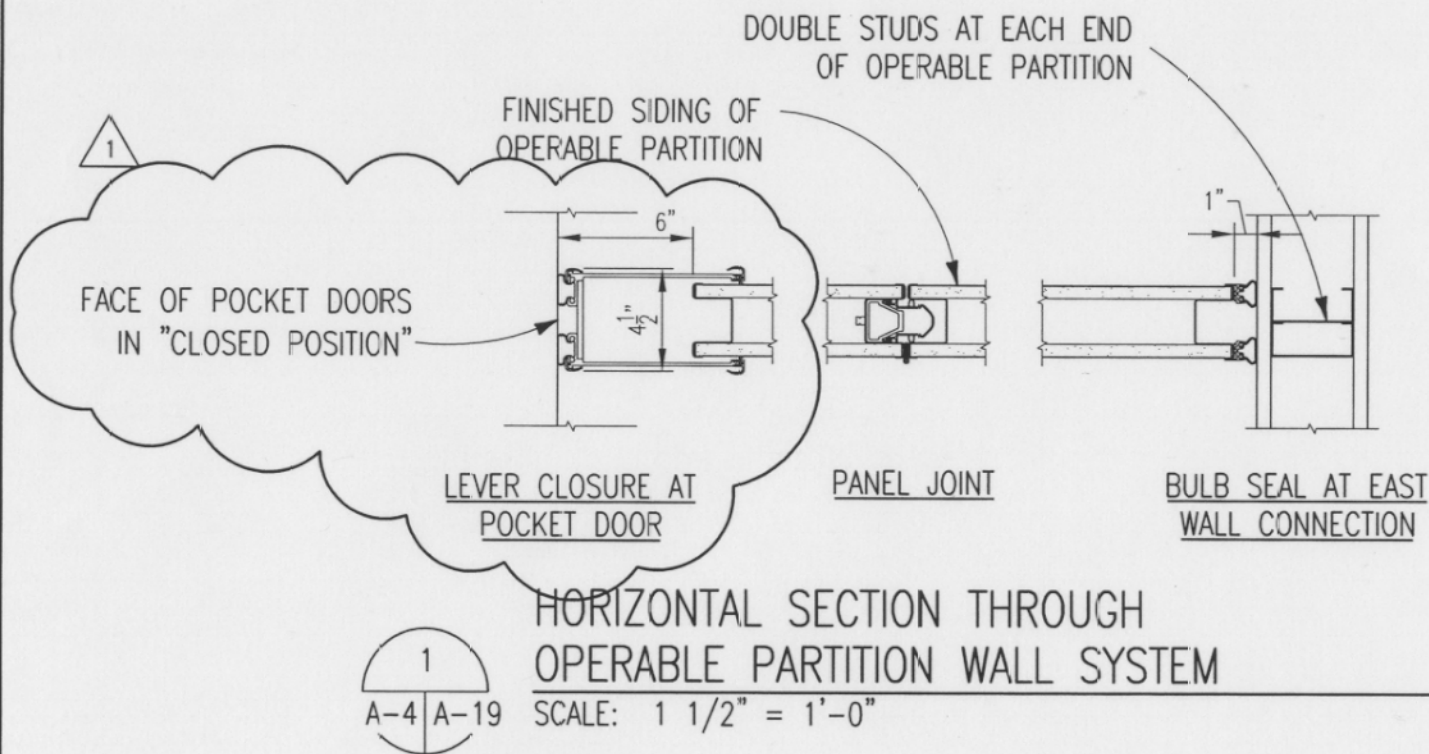 DOUBLE STUDS AT EACH END
OF OPERABLE PARTITION
FINISHED SIDING OF
OPERABLE PARTITION
1
1"
6"
4 1/2"
FACE OF POCKET DOORS
IN "CLOSED POSITION"
LEVER CLOSURE AT
POCKET DOOR
PANEL JOINT
BULB SEAL AT EAST
WALL CONNECTION
HORIZONTAL SECTION THROUGH
OPERABLE PARTITION WALL SYSTEM
1
A-4 A-19
SCALE: 1 1/2" = 1'-0"